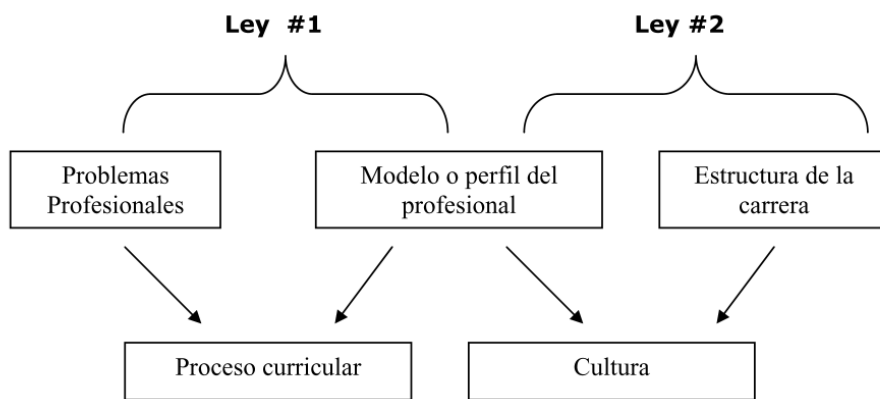 Ley #1
Ley #2
Problemas
Profesionales
Modelo o perfil del
profesional
Estructura de la
carrera
Proceso curricular
Cultura